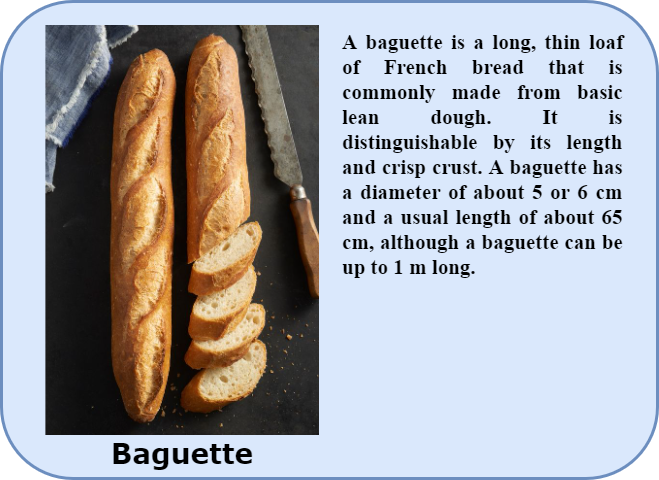 A baguette is a long, thin loaf
of French bread that is
commonly made from basic
lean dough. It is
distinguishable by its length
and crisp crust. A baguette has
a diameter of about 5 or 6 cm
and a usual length of about 65
cm, although a baguette can be
up to 1 m long.
Baguette